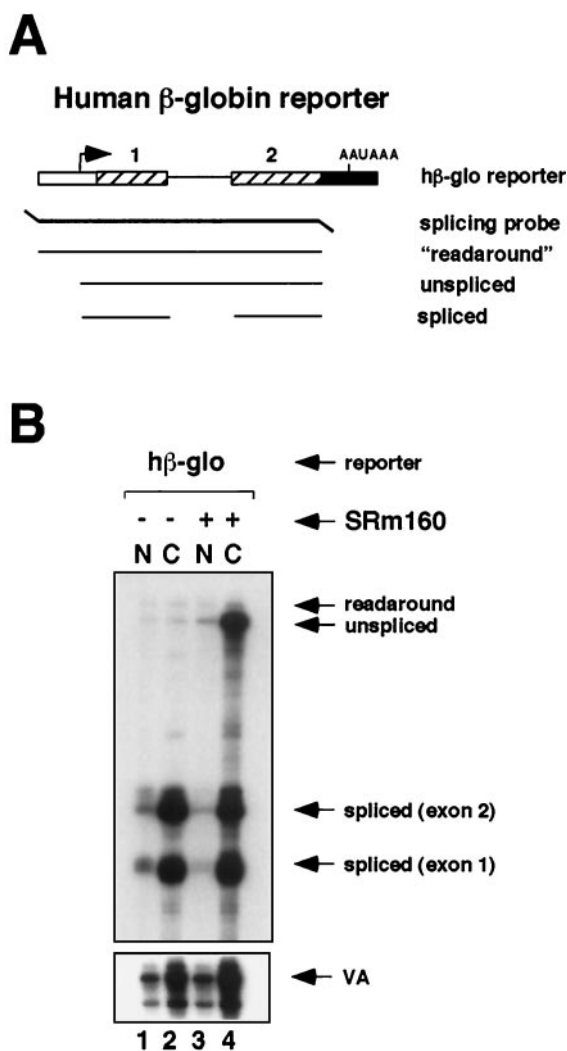 A
Human β-globin reporter
1 2 AAUAAA
hβ-glo reporter
splicing probe
“readaround”
unspliced
spliced
B
hβ-glo reporter
- - + + SRm160
N C N C
readaround
unspliced
spliced (exon 2)
spliced (exon 1)
VA
1 2 3 4